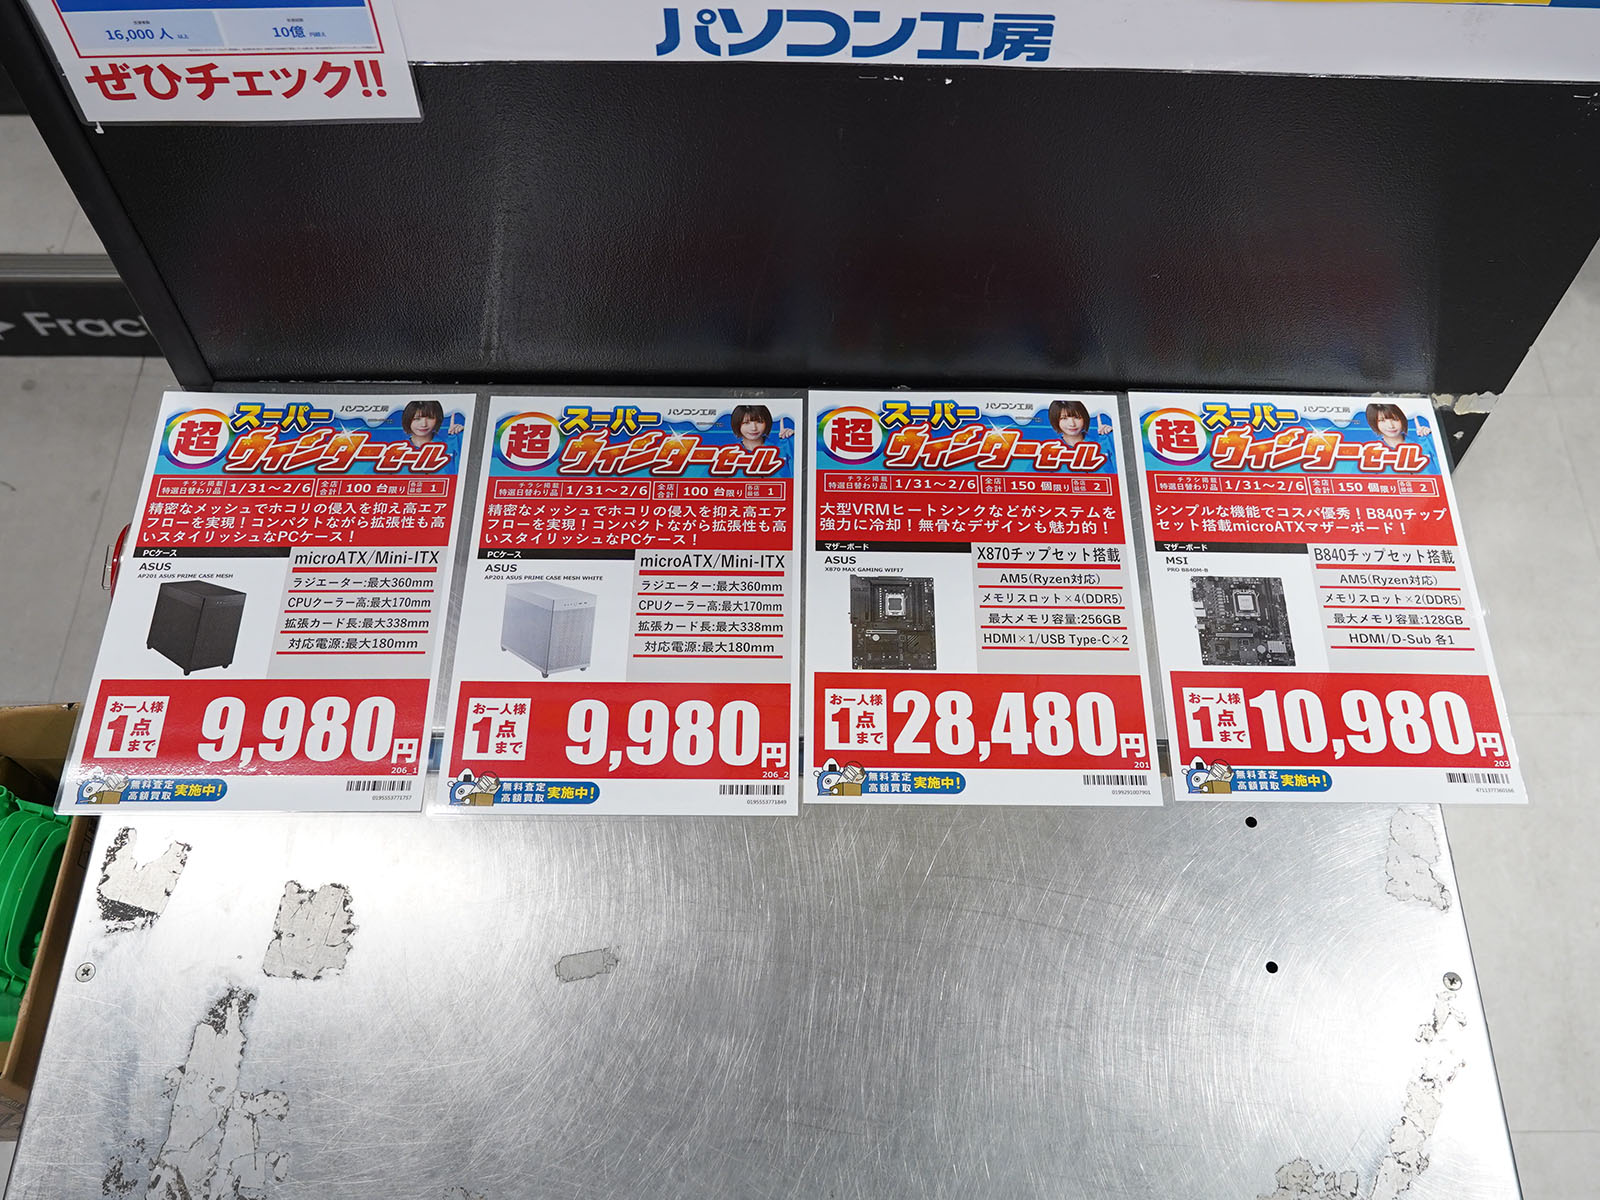 16,000 人 以上
10億 円超え
ぜひチェック!!
パソコン工房
Frac
超 スーパー ウィンターセール
パソコン工房
チラシ掲載 特選日替わり品 1/31～2/6 全店合計 100 台限り 各店最低 1
精密なメッシュでホコリの侵入を抑え高エア
フローを実現！コンパクトながら拡張性も高
いスタイリッシュなPCケース！
PCケース
ASUS
AP201 ASUS PRIME CASE MESH
microATX/Mini-ITX
ラジエーター:最大360mm
CPUクーラー高:最大170mm
拡張カード長:最大338mm
対応電源:最大180mm
お一人様 1点まで
9,980円
206_1
無料査定 高額買取 実施中！
0195553771757
超 スーパー ウィンターセール
パソコン工房
チラシ掲載 特選日替わり品 1/31～2/6 全店合計 100 台限り 各店最低 1
精密なメッシュでホコリの侵入を抑え高エア
フローを実現！コンパクトながら拡張性も高
いスタイリッシュなPCケース！
PCケース
ASUS
AP201 ASUS PRIME CASE MESH WHITE
microATX/Mini-ITX
ラジエーター:最大360mm
CPUクーラー高:最大170mm
拡張カード長:最大338mm
対応電源:最大180mm
お一人様 1点まで
9,980円
206_2
無料査定 高額買取 実施中！
0195553771849
超 スーパー ウィンターセール
パソコン工房
チラシ掲載 特選日替わり品 1/31～2/6 全店合計 150 個限り 各店最低 2
大型VRMヒートシンクなどがシステムを
強力に冷却！無骨なデザインも魅力的！
マザーボード
ASUS
X870 MAX GAMING WIFI7
X870チップセット搭載
AM5(Ryzen対応)
メモリスロット×4(DDR5)
最大メモリ容量:256GB
HDMI×1/USB Type-C×2
お一人様 1点まで
28,480円
201
無料査定 高額買取 実施中！
0199291007901
超 スーパー ウィンターセール
パソコン工房
チラシ掲載 特選日替わり品 1/31～2/6 全店合計 150 個限り 各店最低 2
シンプルな機能でコスパ優秀！B840チップ
セット搭載microATXマザーボード！
マザーボード
MSI
PRO B840M-B
B840チップセット搭載
AM5(Ryzen対応)
メモリスロット×2(DDR5)
最大メモリ容量:128GB
HDMI/D-Sub 各1
お一人様 1点まで
10,980円
203
無料査定 高額買取 実施中！
4711377360166